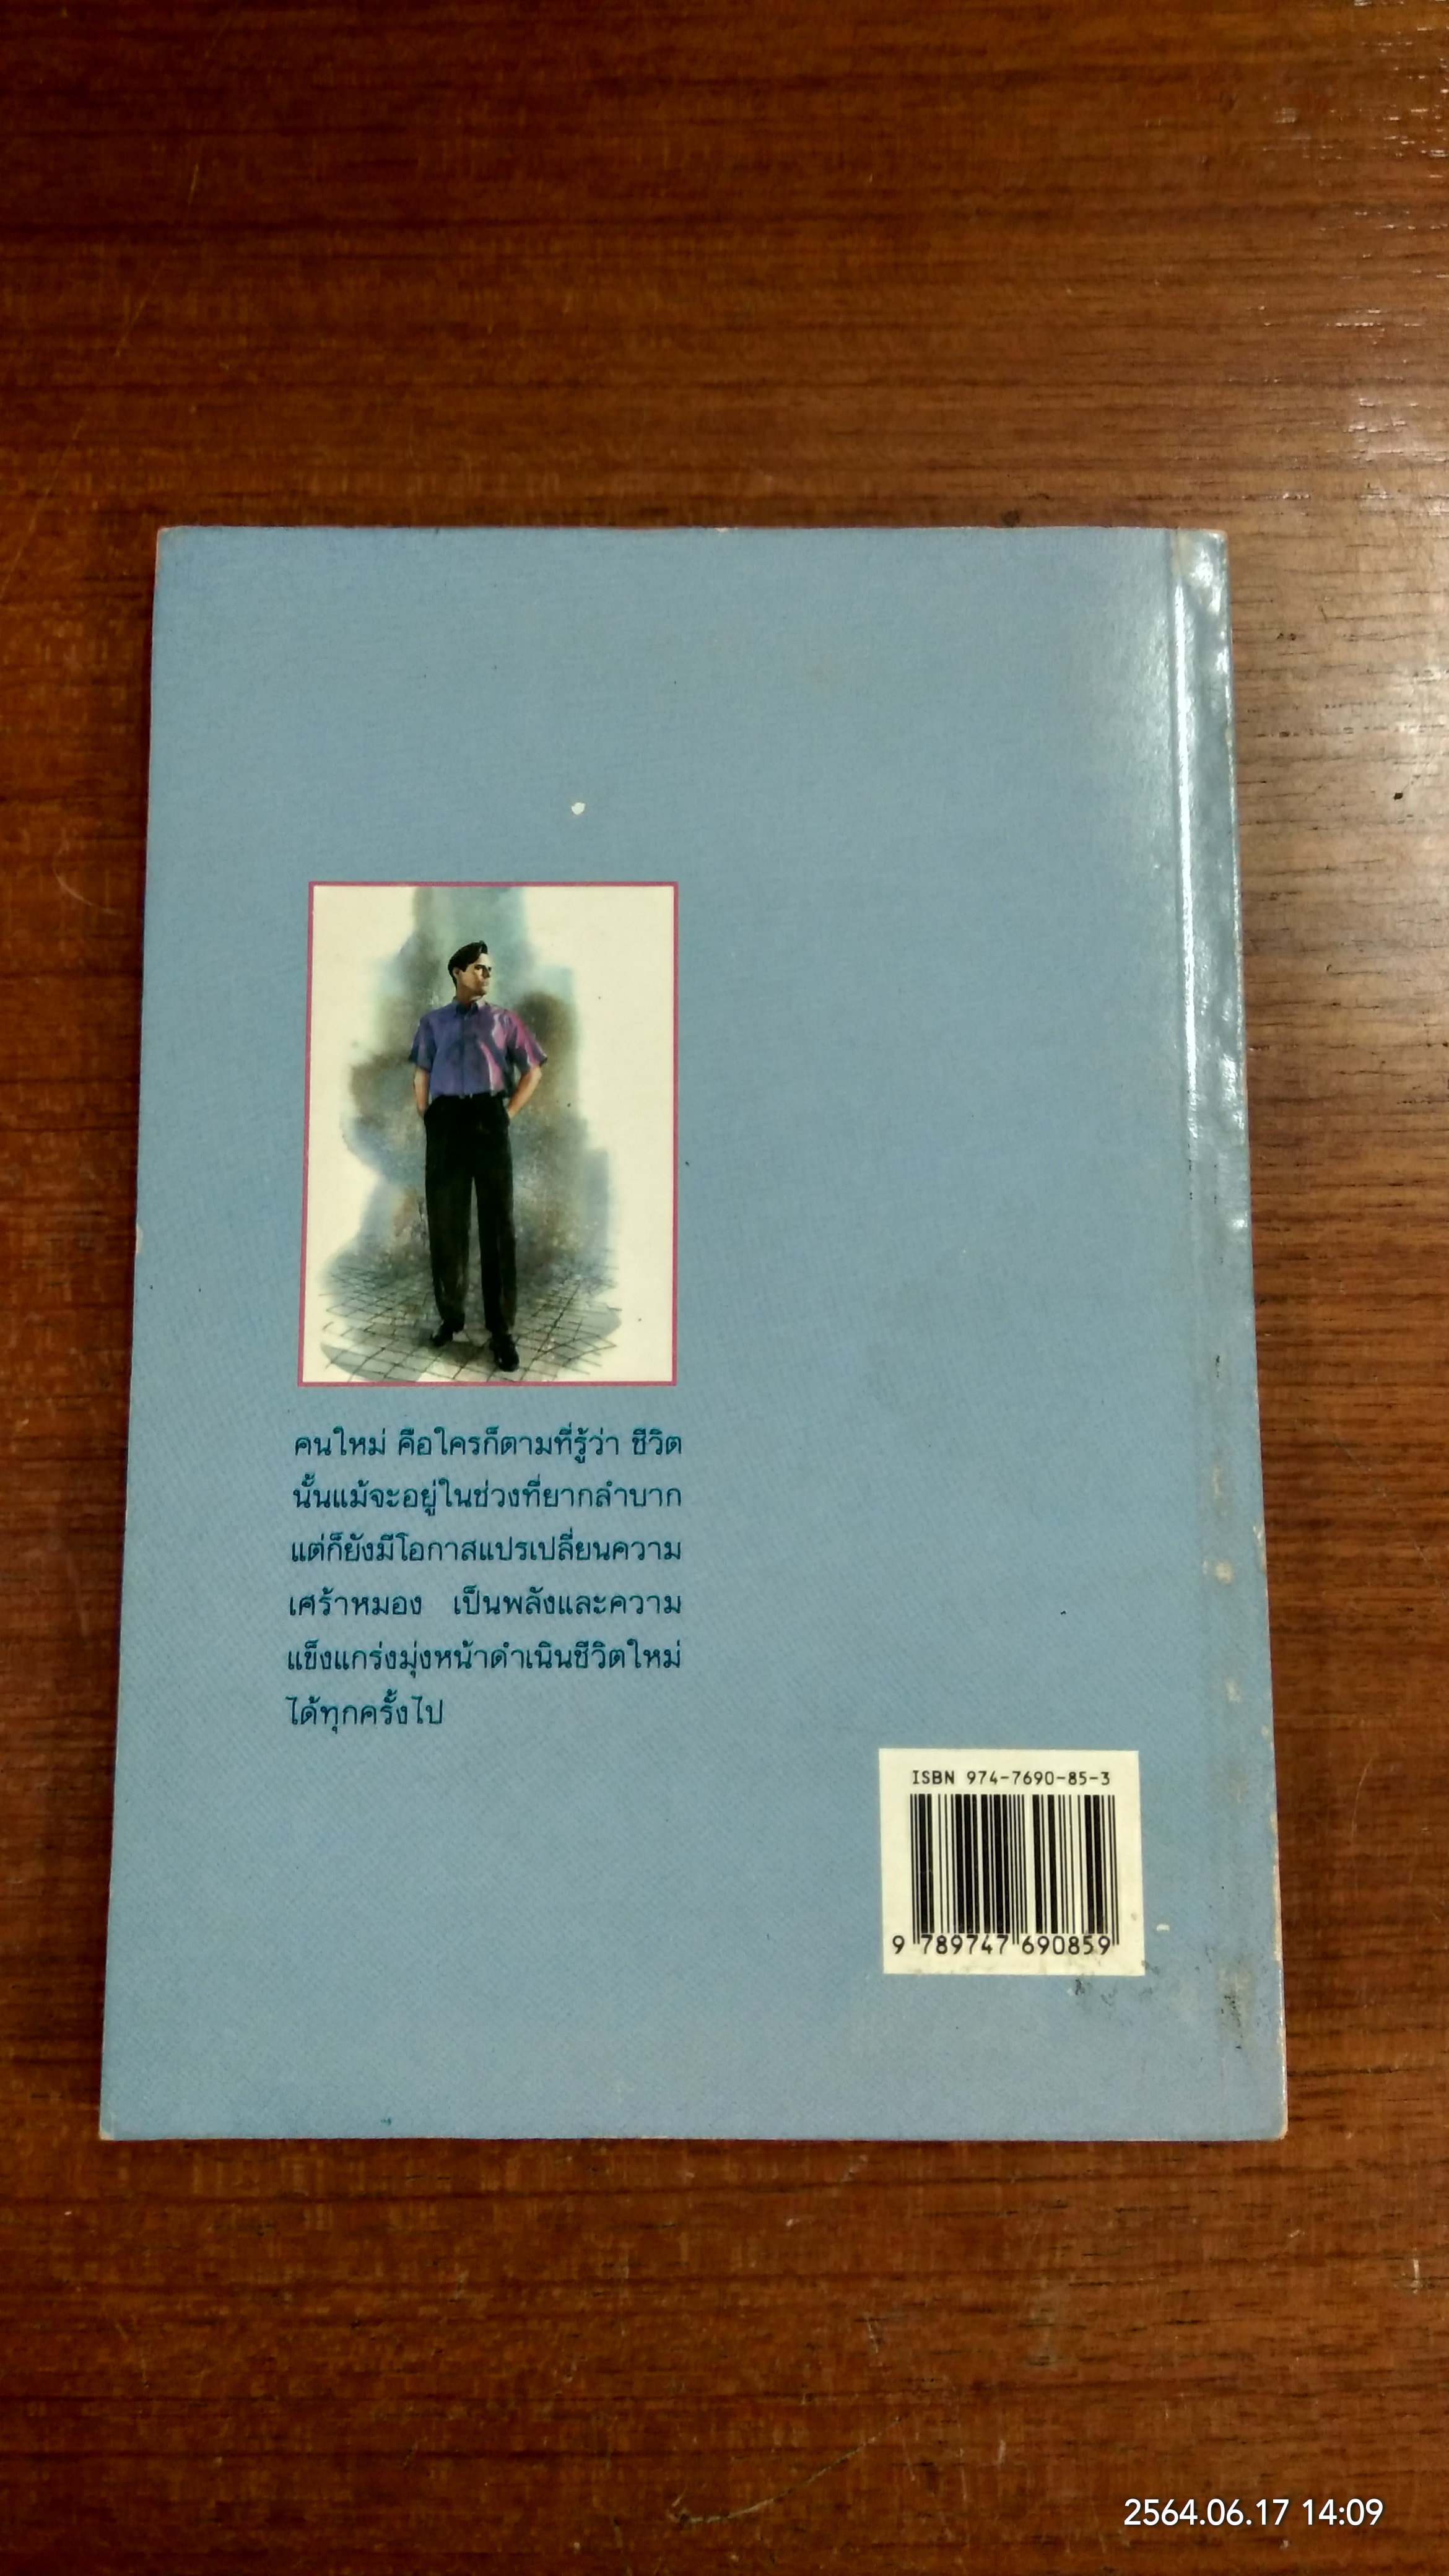 คนใหม่ คือใครก็ตามที่รู้ว่า ชีวิต
นั้นแม้จะอยู่ในช่วงที่ยากลำบาก
แต่ก็ยังมีโอกาสแปรเปลี่ยนความ
เศร้าหมอง เป็นพลังและความ
แข็งแกร่งมุ่งหน้าดำเนินชีวิตใหม่
ได้ทุกครั้งไป
ISBN 974-7690-85-3
9 789747 690859
2564.06.17 14:09